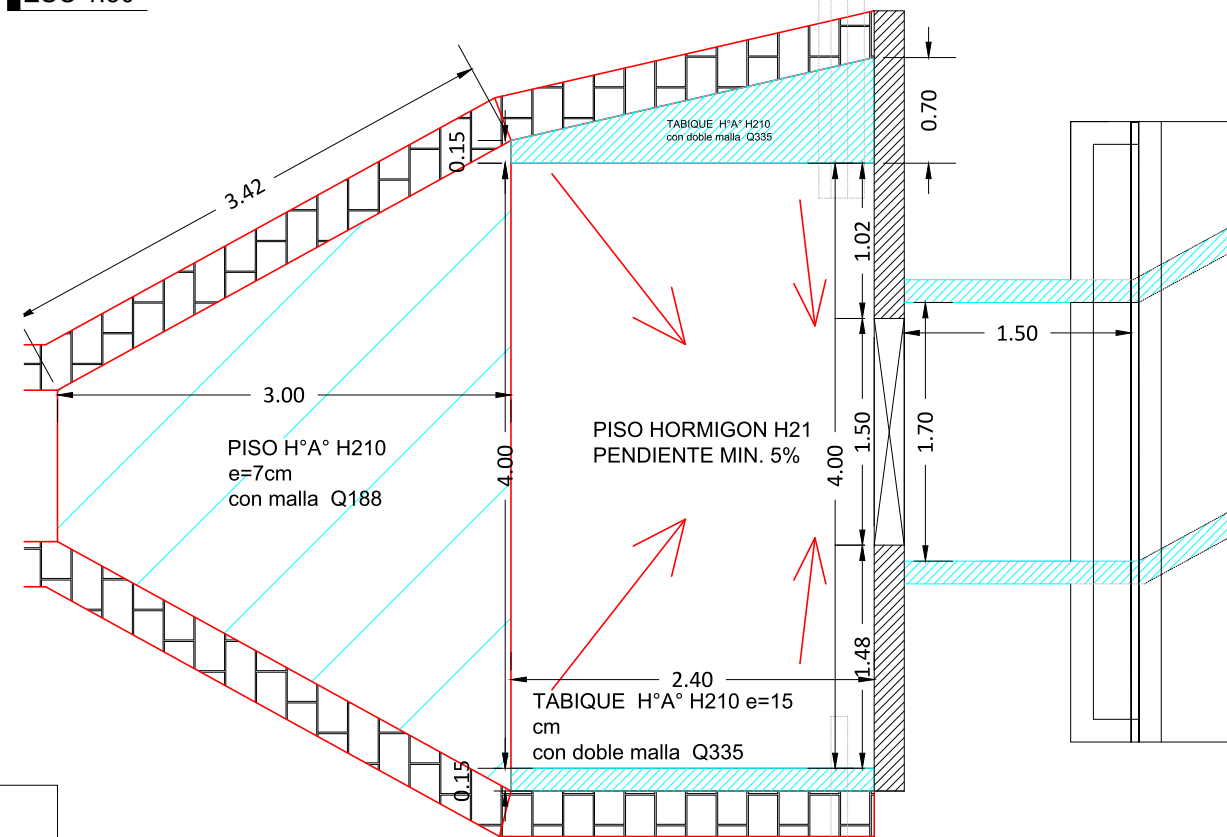 TABIQUE H°A° H210
con doble malla Q335
0.70
0.15
3.42
1.02
1.50
3.00
PISO H°A° H210
e=7cm
con malla Q188
4.00
PISO HORMIGON H21
PENDIENTE MIN. 5%
4.00
1.50
1.70
1.48
2.40
TABIQUE H°A° H210 e=15
cm
con doble malla Q335
0.15